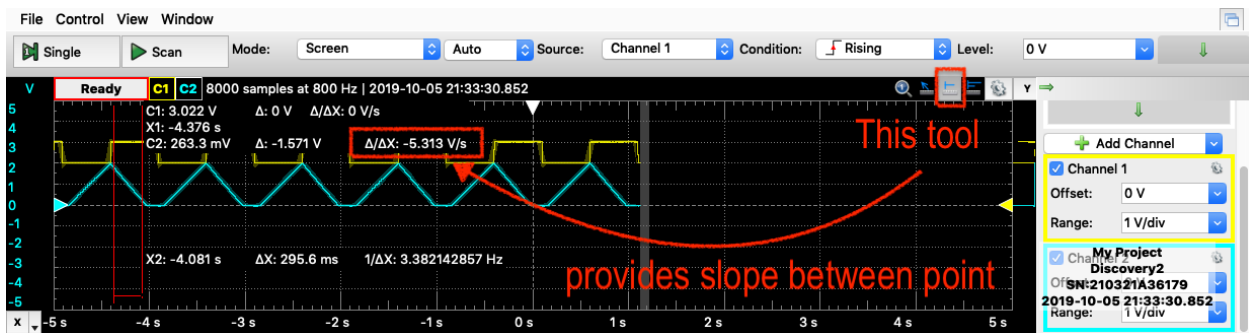 File Control View Window
Single Scan Mode: Screen Auto Source: Channel 1 Condition: Rising Level: 0 V
V Ready C1 C2 8000 samples at 800 Hz | 2019-10-05 21:33:30.852 Y
5 C1: 3.022 V Δ: 0 V Δ/ΔX: 0 V/s
4 X1: -4.376 s
3 C2: 263.3 mV Δ: -1.571 V Δ/ΔX: -5.313 V/s This tool
2
1
0
-1
-2
-3 X2: -4.081 s ΔX: 295.6 ms 1/ΔX: 3.382142857 Hz
-4 provides slope between point
-5
X -5 s -4 s -3 s -2 s -1 s 0 s 1 s 2 s 3 s 4 s 5 s
Add Channel
Channel 1
Offset: 0 V
Range: 1 V/div
Channel 2
My Project
Discovery2
SN:210321A36179
2019-10-05 21:33:30.852
Range: 1 V/div